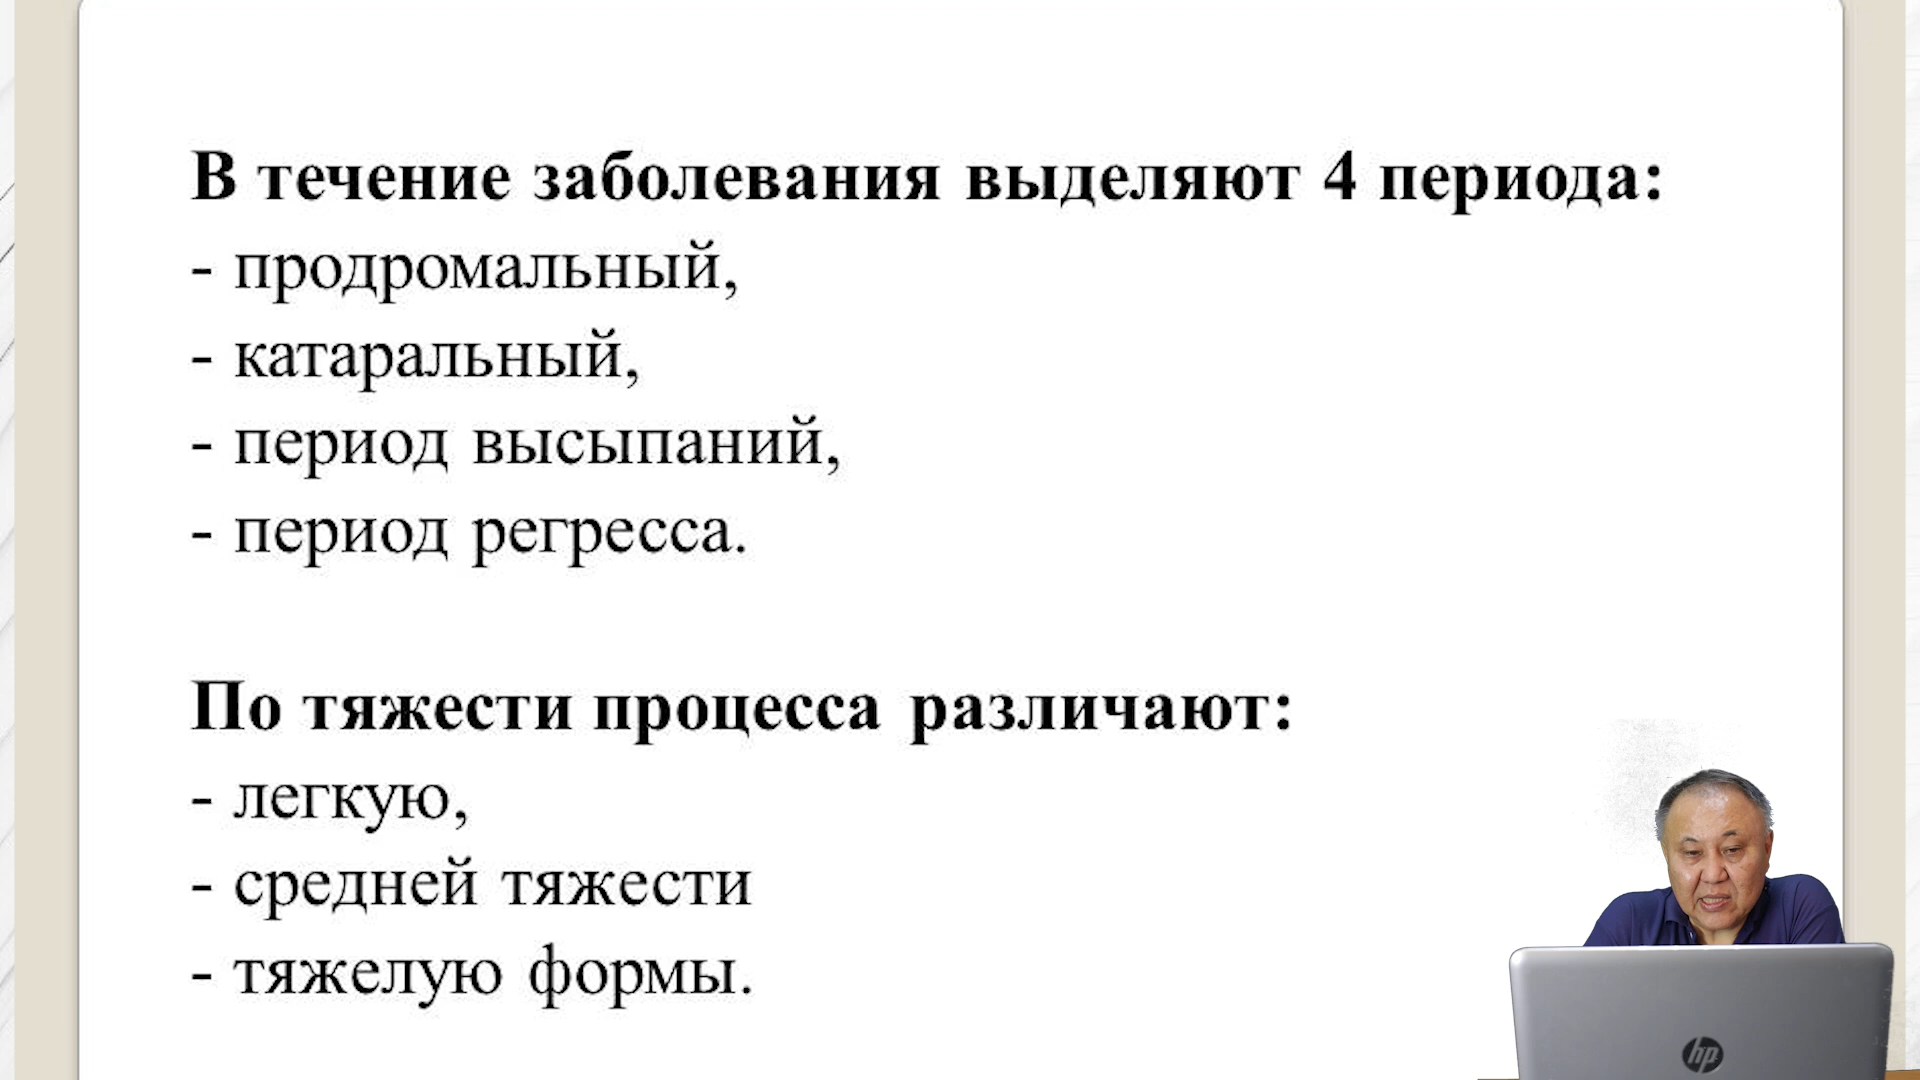 В течение заболевания выделяют 4 периода:
- продромальный,
- катаральный,
- период высыпаний,
- период регресса.
По тяжести процесса различают:
- легкую,
- средней тяжести
- тяжелую формы.
hp